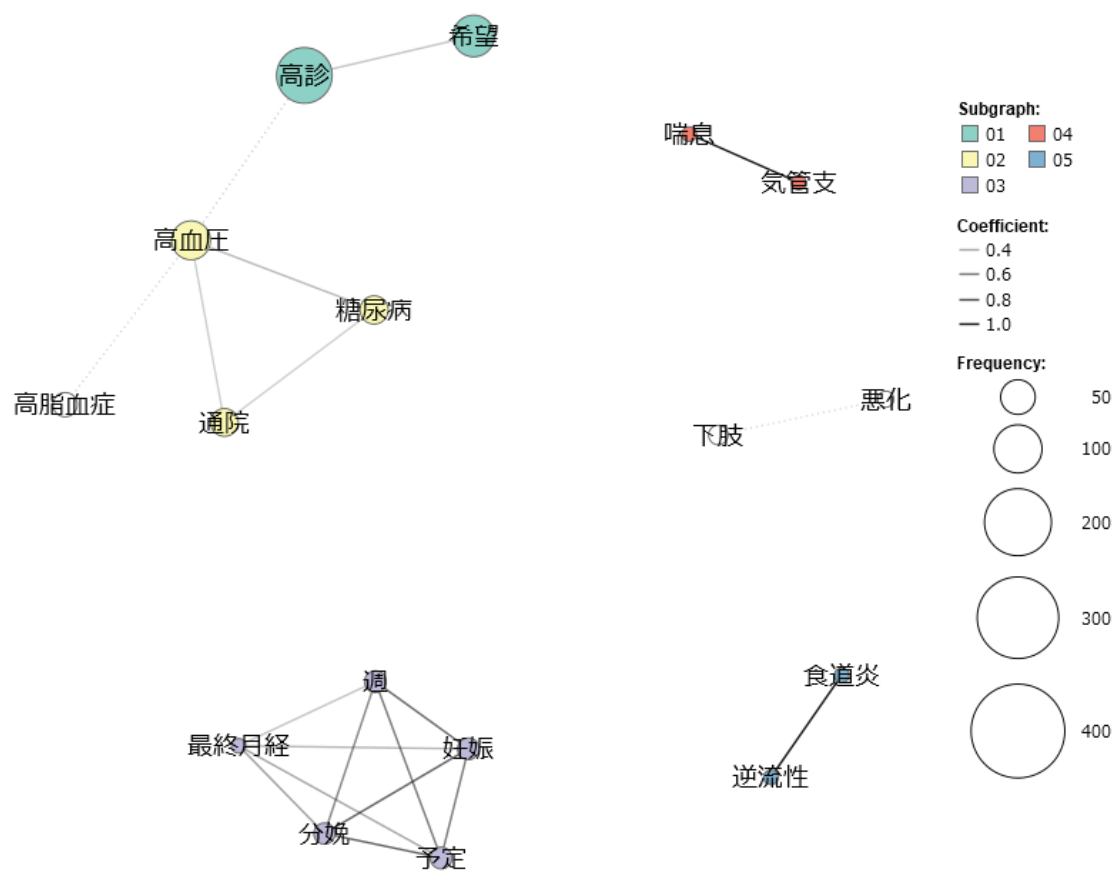 希望
高診
喘息
気管支
高血圧
糖尿病
高脂血症
通院
悪化
下肢
週
最終月経
妊娠
分娩
予定
食道炎
逆流性
Subgraph:
01 04
02 05
03
Coefficient:
0.4
0.6
0.8
1.0
Frequency:
50
100
200
300
400